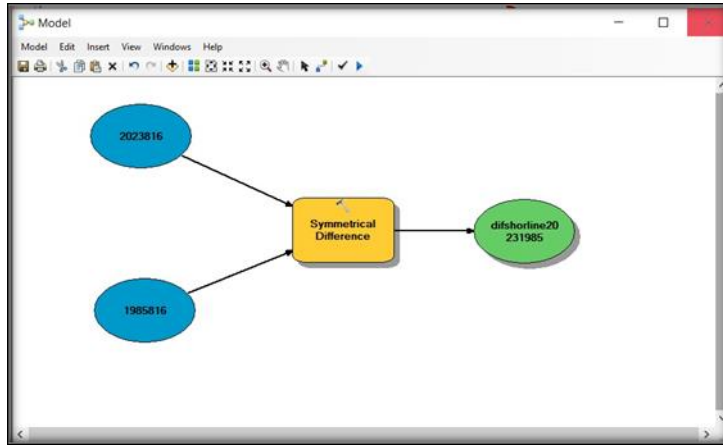 Model
Model Edit Insert View Windows Help
2023816
Symmetrical
Difference
difshorline20
231985
1985816